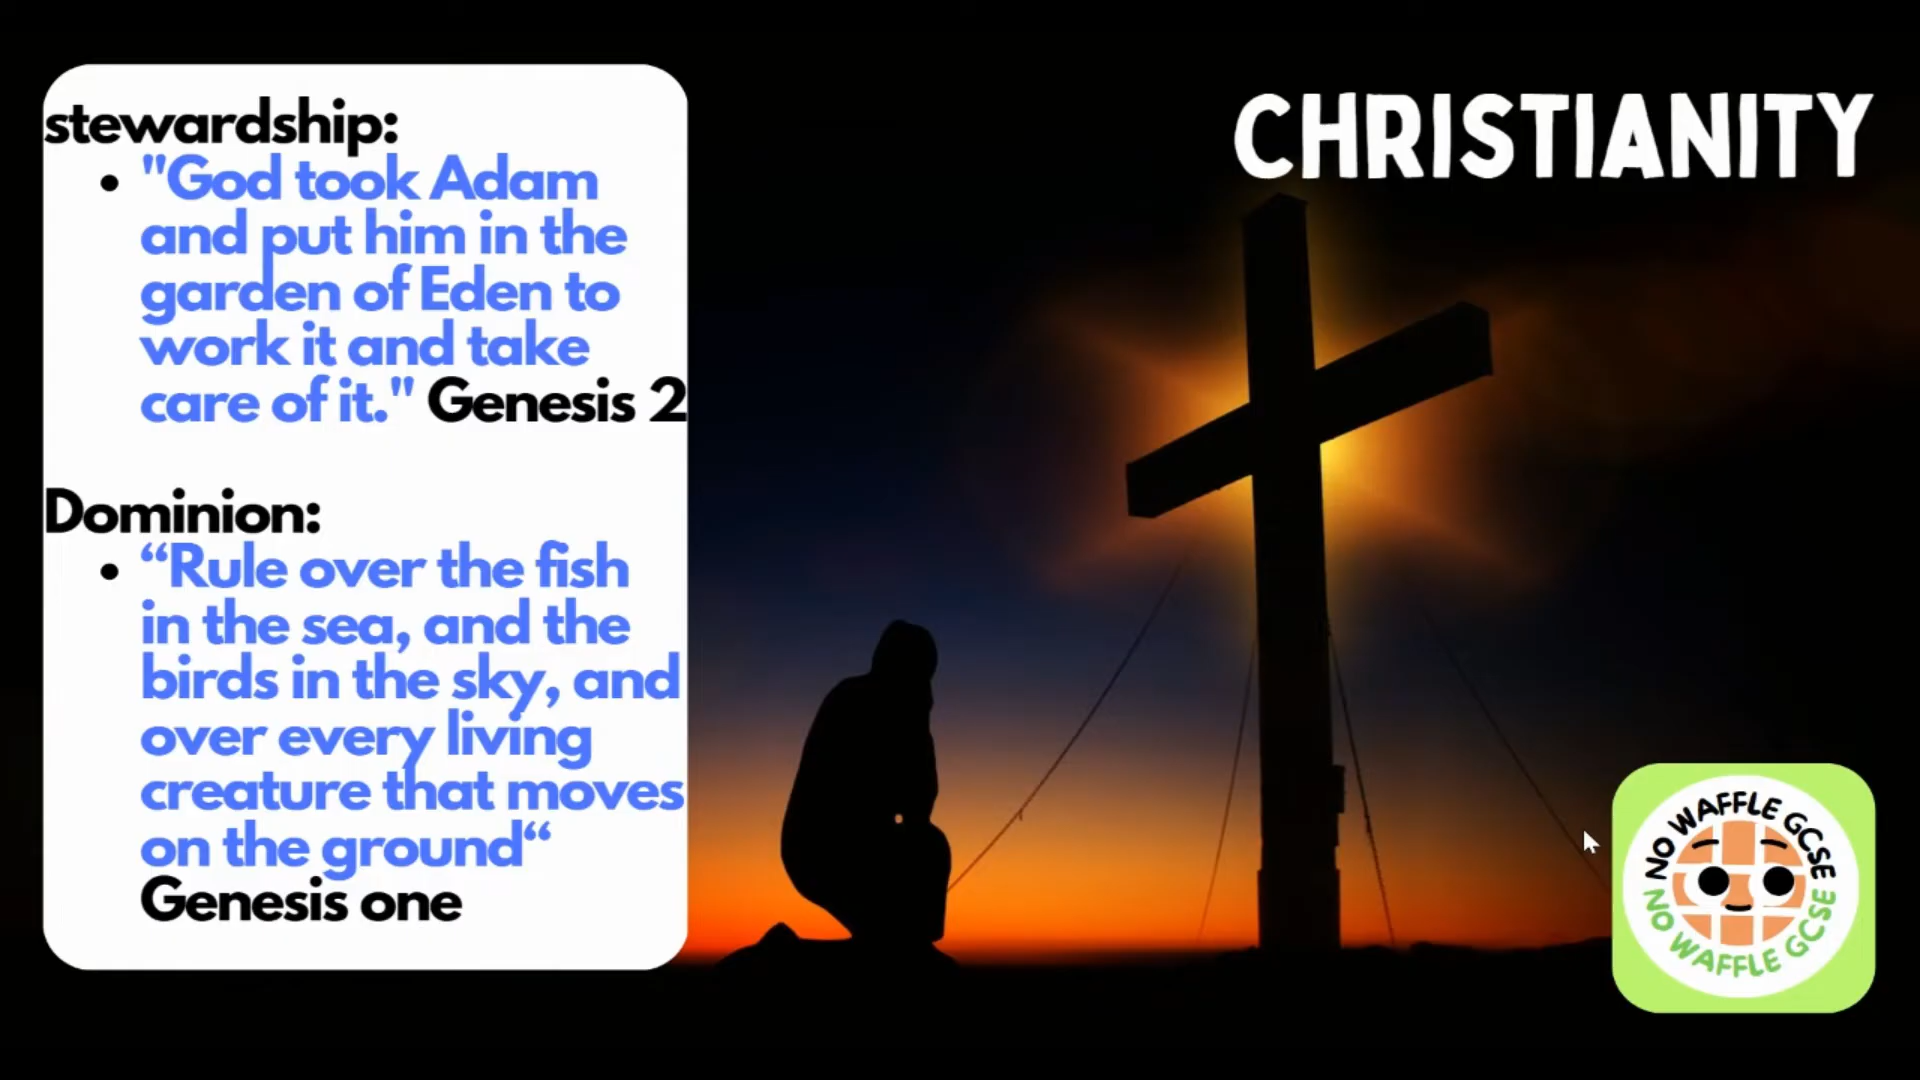 CHRISTIANITY
stewardship:
• "God took Adam
and put him in the
garden of Eden to
work it and take
care of it." Genesis 2
Dominion:
• “Rule over the fish
in the sea, and the
birds in the sky, and
over every living
creature that moves
on the ground“
Genesis one
NO WAFFLE GCSE
NO WAFFLE GCSE